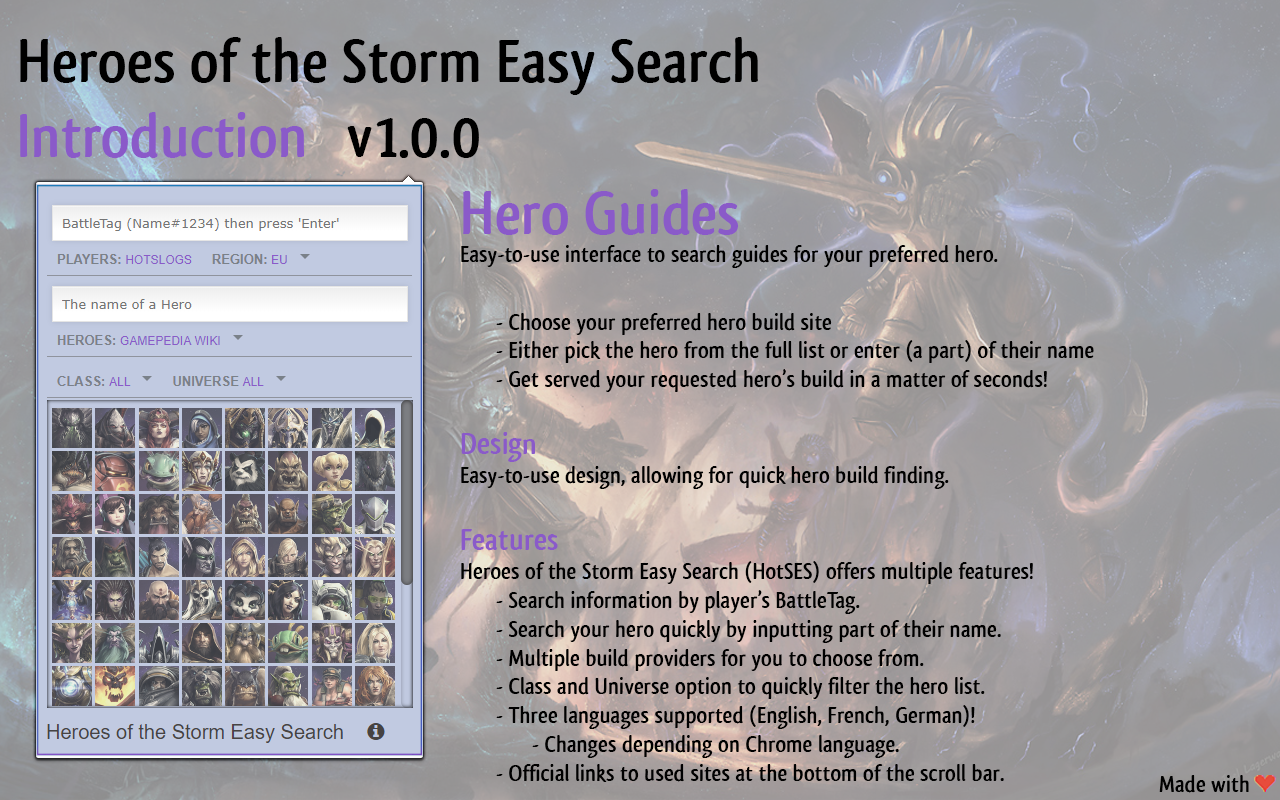 Heroes of the Storm Easy Search
Introduction v1.0.0
BattleTag (Name#1234) then press 'Enter'
PLAYERS: HOTSLOGS REGION: EU
The name of a Hero
HEROES: GAMEPEDIA WIKI
CLASS: ALL UNIVERSE ALL
Heroes of the Storm Easy Search
Hero Guides
Easy-to-use interface to search guides for your preferred hero.
- Choose your preferred hero build site
- Either pick the hero from the full list or enter (a part) of their name
- Get served your requested hero’s build in a matter of seconds!
Design
Easy-to-use design, allowing for quick hero build finding.
Features
Heroes of the Storm Easy Search (HotSES) offers multiple features!
- Search information by player’s BattleTag.
- Search your hero quickly by inputting part of their name.
- Multiple build providers for you to choose from.
- Class and Universe option to quickly filter the hero list.
- Three languages supported (English, French, German)!
- Changes depending on Chrome language.
- Official links to used sites at the bottom of the scroll bar.
Made with ❤